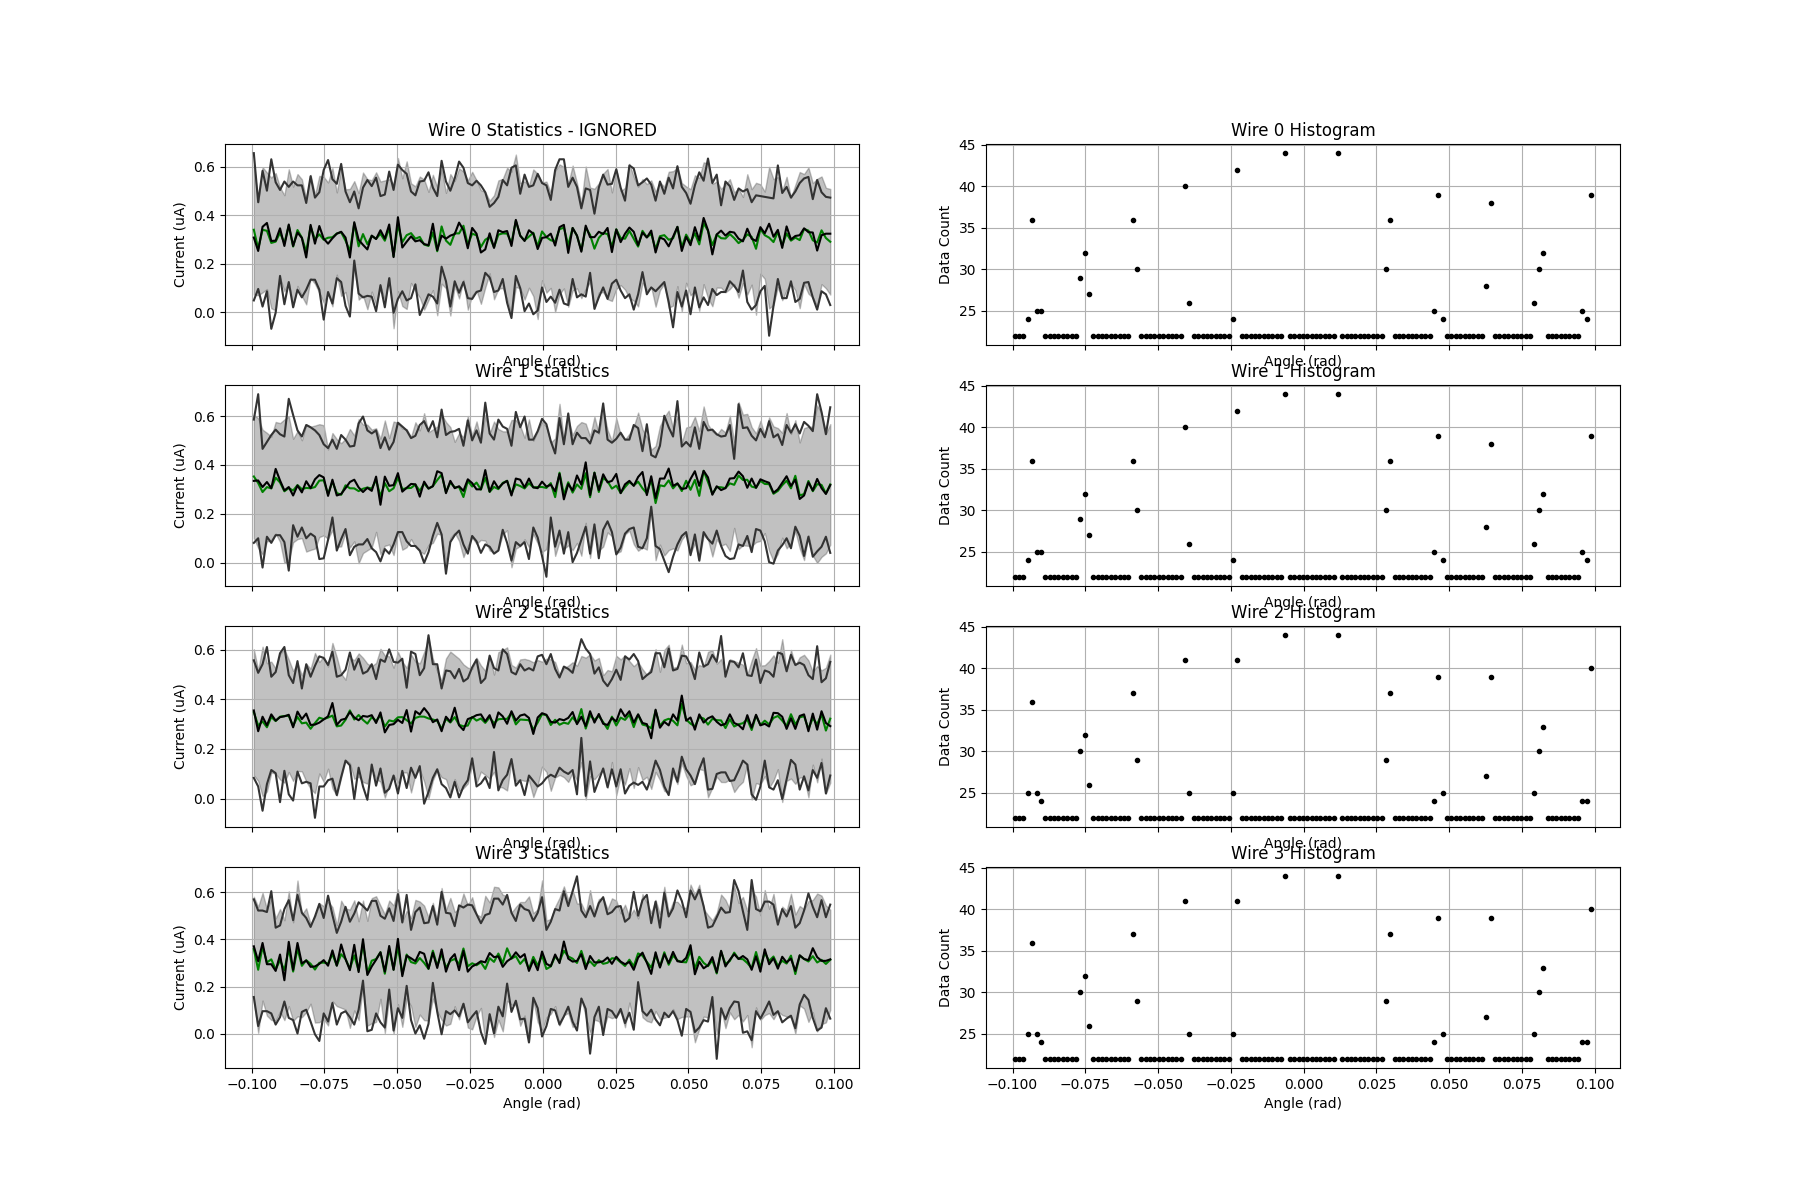 Wire 0 Statistics - IGNORED
Current (uA)
0.6
0.4
0.2
0.0
Angle (rad)
Wire 0 Histogram
Data Count
45
40
35
30
25
Angle (rad)
Wire 1 Statistics
Current (uA)
0.6
0.4
0.2
0.0
Angle (rad)
Wire 1 Histogram
Data Count
45
40
35
30
25
Angle (rad)
Wire 2 Statistics
Current (uA)
0.6
0.4
0.2
0.0
Angle (rad)
Wire 2 Histogram
Data Count
45
40
35
30
25
Angle (rad)
Wire 3 Statistics
Current (uA)
0.6
0.4
0.2
0.0
−0.100 −0.075 −0.050 −0.025 0.000 0.025 0.050 0.075 0.100
Angle (rad)
Wire 3 Histogram
Data Count
45
40
35
30
25
−0.100 −0.075 −0.050 −0.025 0.000 0.025 0.050 0.075 0.100
Angle (rad)